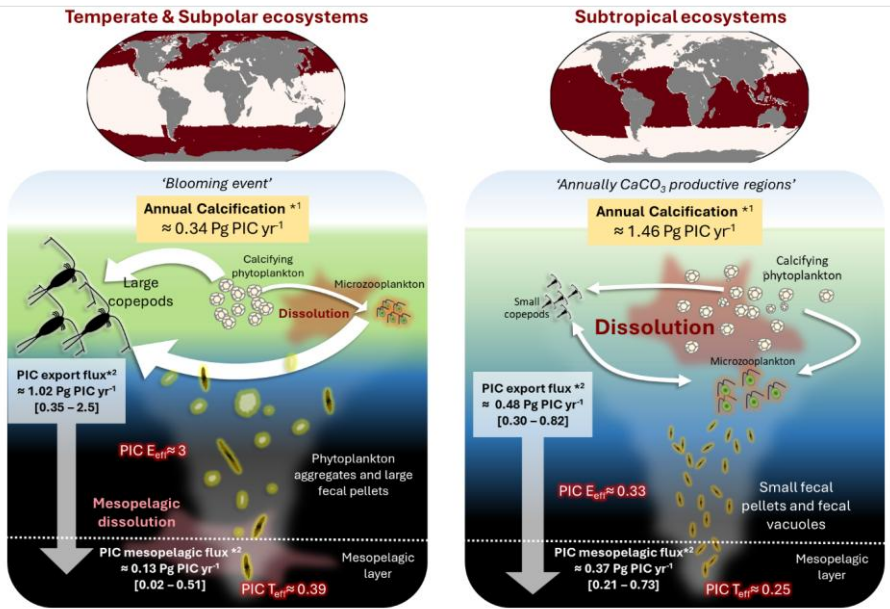 Temperate & Subpolar ecosystems
'Blooming event'
Annual Calcification *1
≈ 0.34 Pg PIC yr-1
Large
copepods
Calcifying
phytoplankton
Microzooplankton
Dissolution
PIC export flux*2
≈ 1.02 Pg PIC yr-1
[0.35 – 2.5]
PIC Eeff≈ 3
Phytoplankton
aggregates and large
fecal pellets
Mesopelagic
dissolution
PIC mesopelagic flux *2
≈ 0.13 Pg PIC yr-1
[0.02 – 0.51]
Mesopelagic
layer
PIC Teff≈ 0.39
Subtropical ecosystems
'Annually CaCO3 productive regions'
Annual Calcification *1
≈ 1.46 Pg PIC yr-1
Calcifying
phytoplankton
Small
copepods
Dissolution
Microzooplankton
PIC export flux*2
≈ 0.48 Pg PIC yr-1
[0.30 – 0.82]
PIC Eeff≈ 0.33
Small fecal
pellets and fecal
vacuoles
PIC mesopelagic flux*2
≈ 0.37 Pg PIC yr-1
[0.21 – 0.73]
Mesopelagic
layer
PIC Teff≈ 0.25